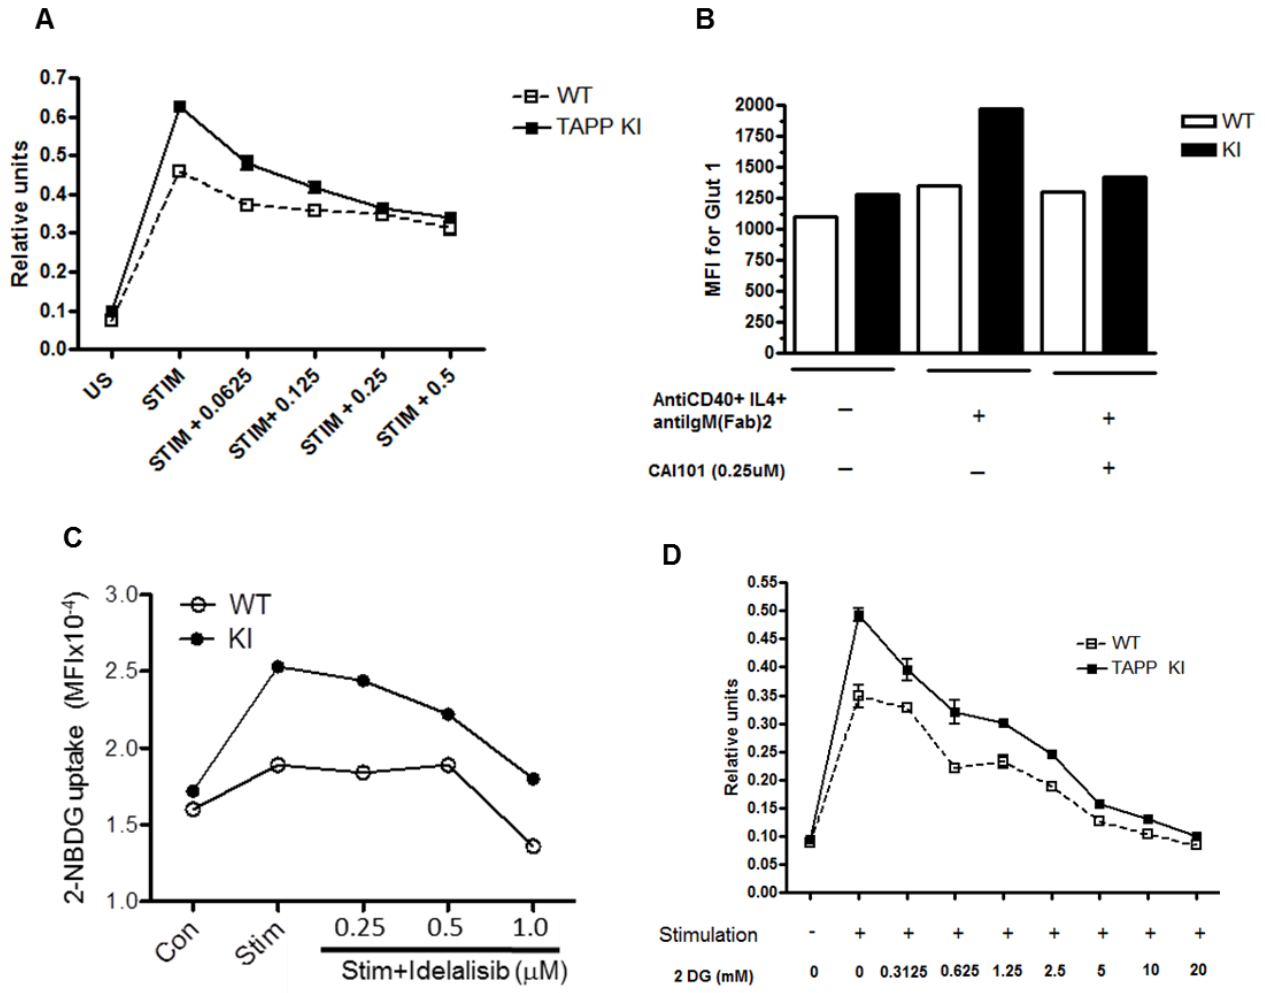 A
0.7
0.6
0.5
0.4
0.3
0.2
0.1
0.0
Relative units
WT
TAPP KI
US
STIM
STIM + 0.0625
STIM+ 0.125
STIM + 0.25
STIM + 0.5
B
2000
1750
1500
1250
1000
750
500
250
0
MFI for Glut 1
WT
KI
AntiCD40+ IL4+
antiIgM(Fab)2
– + +
CAI101 (0.25uM) – – +
C
3.0
2.5
2.0
1.5
1.0
2-NBDG uptake (MFIx10-4)
WT
KI
Con
Stim
0.25 0.5 1.0
Stim+Idelalisib (μM)
D
0.55
0.50
0.45
0.40
0.35
0.30
0.25
0.20
0.15
0.10
0.05
0.00
Relative units
WT
TAPP KI
Stimulation - + + + + + + + +
2 DG (mM) 0 0 0.3125 0.625 1.25 2.5 5 10 20